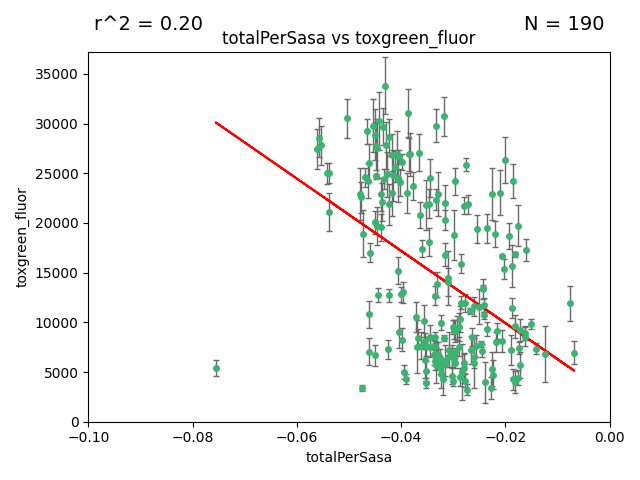 r^2 = 0.20
N = 190
totalPerSasa vs toxgreen_fluor
35000
30000
25000
20000
15000
10000
5000
0
toxgreen_fluor
−0.10
−0.08
−0.06
−0.04
−0.02
0.00
totalPerSasa